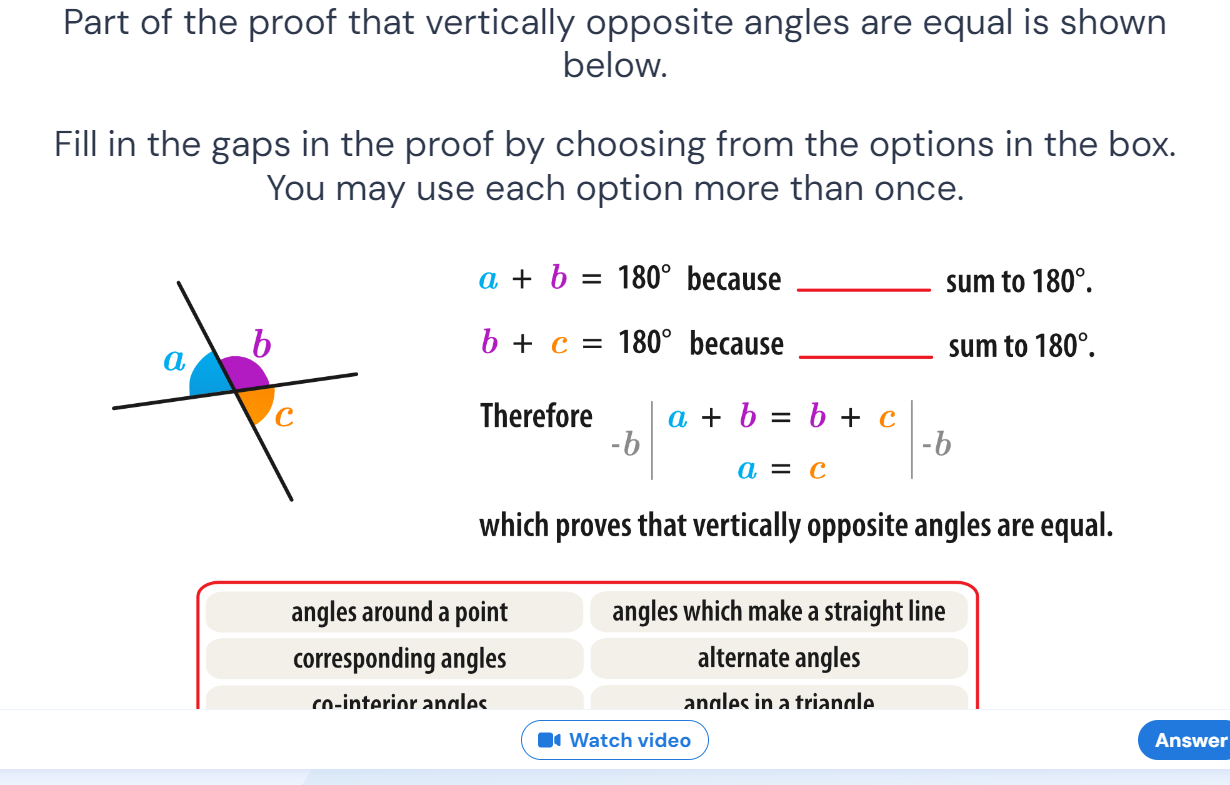 Part of the proof that vertically opposite angles are equal is shown
below.
Fill in the gaps in the proof by choosing from the options in the box.
You may use each option more than once.
a + b = 180° because ________ sum to 180°.
b + c = 180° because ________ sum to 180°.
a
b
c
Therefore
-b | a + b = b + c | -b
a = c
which proves that vertically opposite angles are equal.
angles around a point
angles which make a straight line
corresponding angles
alternate angles
co-interior angles
angles in a triangle
Watch video
Answer